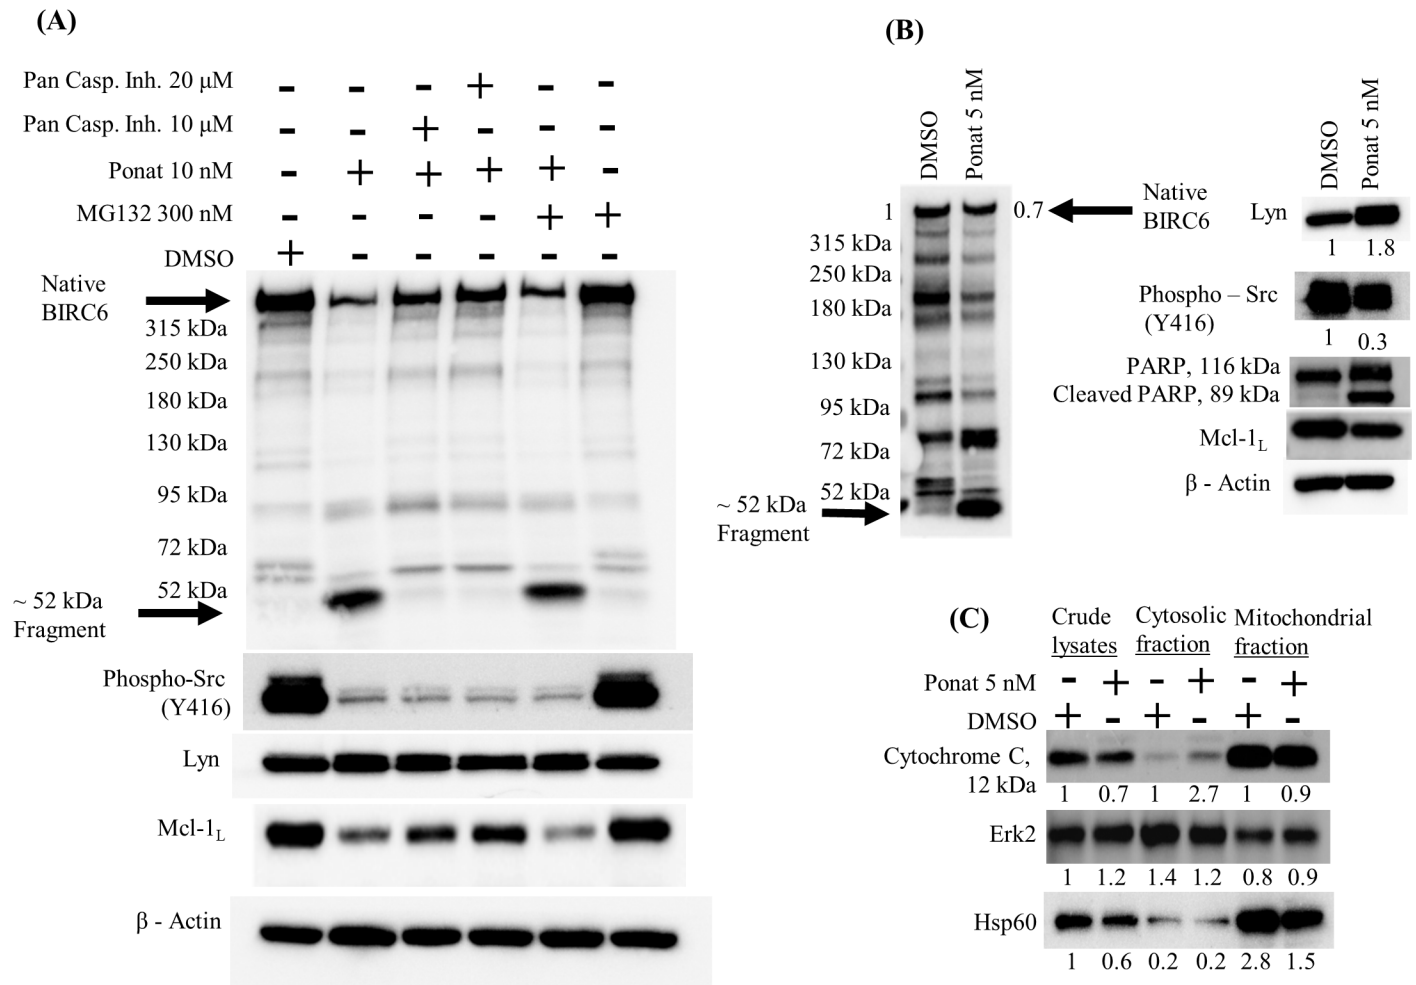 (A)
Pan Casp. Inh. 20 μM - - - + - -
Pan Casp. Inh. 10 μM - - + - - -
Ponat 10 nM - + + + + -
MG132 300 nM - - - - + +
DMSO + - - - - -
Native
BIRC6
315 kDa
250 kDa
180 kDa
130 kDa
95 kDa
72 kDa
52 kDa
~ 52 kDa
Fragment
Phospho-Src
(Y416)
Lyn
Mcl-1L
β - Actin
(B)
DMSO
Ponat 5 nM
1
0.7
Native
BIRC6
315 kDa
250 kDa
180 kDa
130 kDa
95 kDa
72 kDa
52 kDa
~ 52 kDa
Fragment
DMSO
Ponat 5 nM
Lyn
1 1.8
Phospho – Src
(Y416)
1 0.3
PARP, 116 kDa
Cleaved PARP, 89 kDa
Mcl-1L
β - Actin
(C)
Crude lysates
Cytosolic fraction
Mitochondrial fraction
Ponat 5 nM - + - + - +
DMSO + - + - + -
Cytochrome C,
12 kDa
1 0.7 1 2.7 1 0.9
Erk2
1 1.2 1.4 1.2 0.8 0.9
Hsp60
1 0.6 0.2 0.2 2.8 1.5